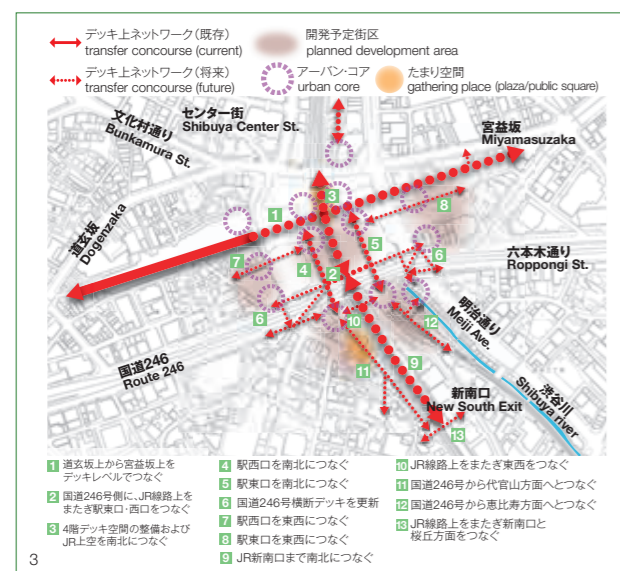 デッキ上ネットワーク(既存)
transfer concourse (current)
開発予定街区
planned development area
デッキ上ネットワーク(将来)
transfer concourse (future)
アーバン・コア
urban core
たまり空間
gathering place (plaza/public square)
文化村通り
Bunkamura St.
センター街
Shibuya Center St.
宮益坂
Miyamasuzaka
道玄坂
Dogenzaka
六本木通り
Roppongi St.
明治通り
Meiji Ave.
国道246
Route 246
新南口
New South Exit
渋谷川
Shibuya river
1
3
8
5
7
4
2
6
6
10
12
11
9
13
1 道玄坂上から宮益坂上を
デッキレベルでつなぐ
2 国道246号側に、JR線路上を
またぎ駅東口・西口をつなぐ
3 4階デッキ空間の整備および
JR上空を南北につなぐ
4 駅西口を南北につなぐ
5 駅東口を南北につなぐ
6 国道246号横断デッキを更新
7 駅西口を東西につなぐ
8 駅東口を東西につなぐ
9 JR新南口まで南北につなぐ
10 JR線路上をまたぎ東西をつなぐ
11 国道246号から代官山方面へとつなぐ
12 国道246号から恵比寿方面へとつなぐ
13 JR線路上をまたぎ新南口と
桜丘方面をつなぐ
3